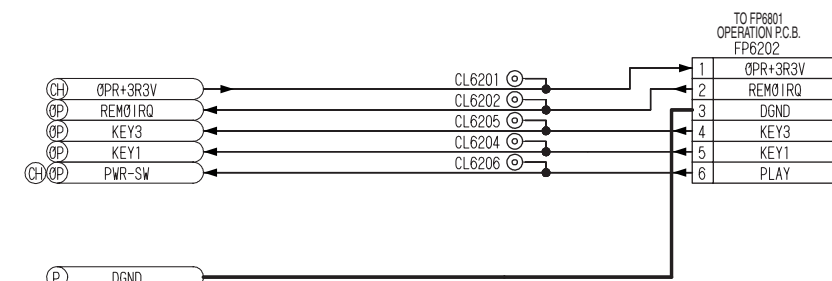 TO FP6801
OPERATION P.C.B.
FP6202
CL6201 1 ØPR+3R3V
CH ØPR+3R3V CL6202 2 REMØIRQ
ØP REMØIRQ CL6205 3 DGND
ØP KEY3 CL6204 4 KEY3
ØP KEY1 CL6206 5 KEY1
CH ØP PWR-SW 6 PLAY
P DGND